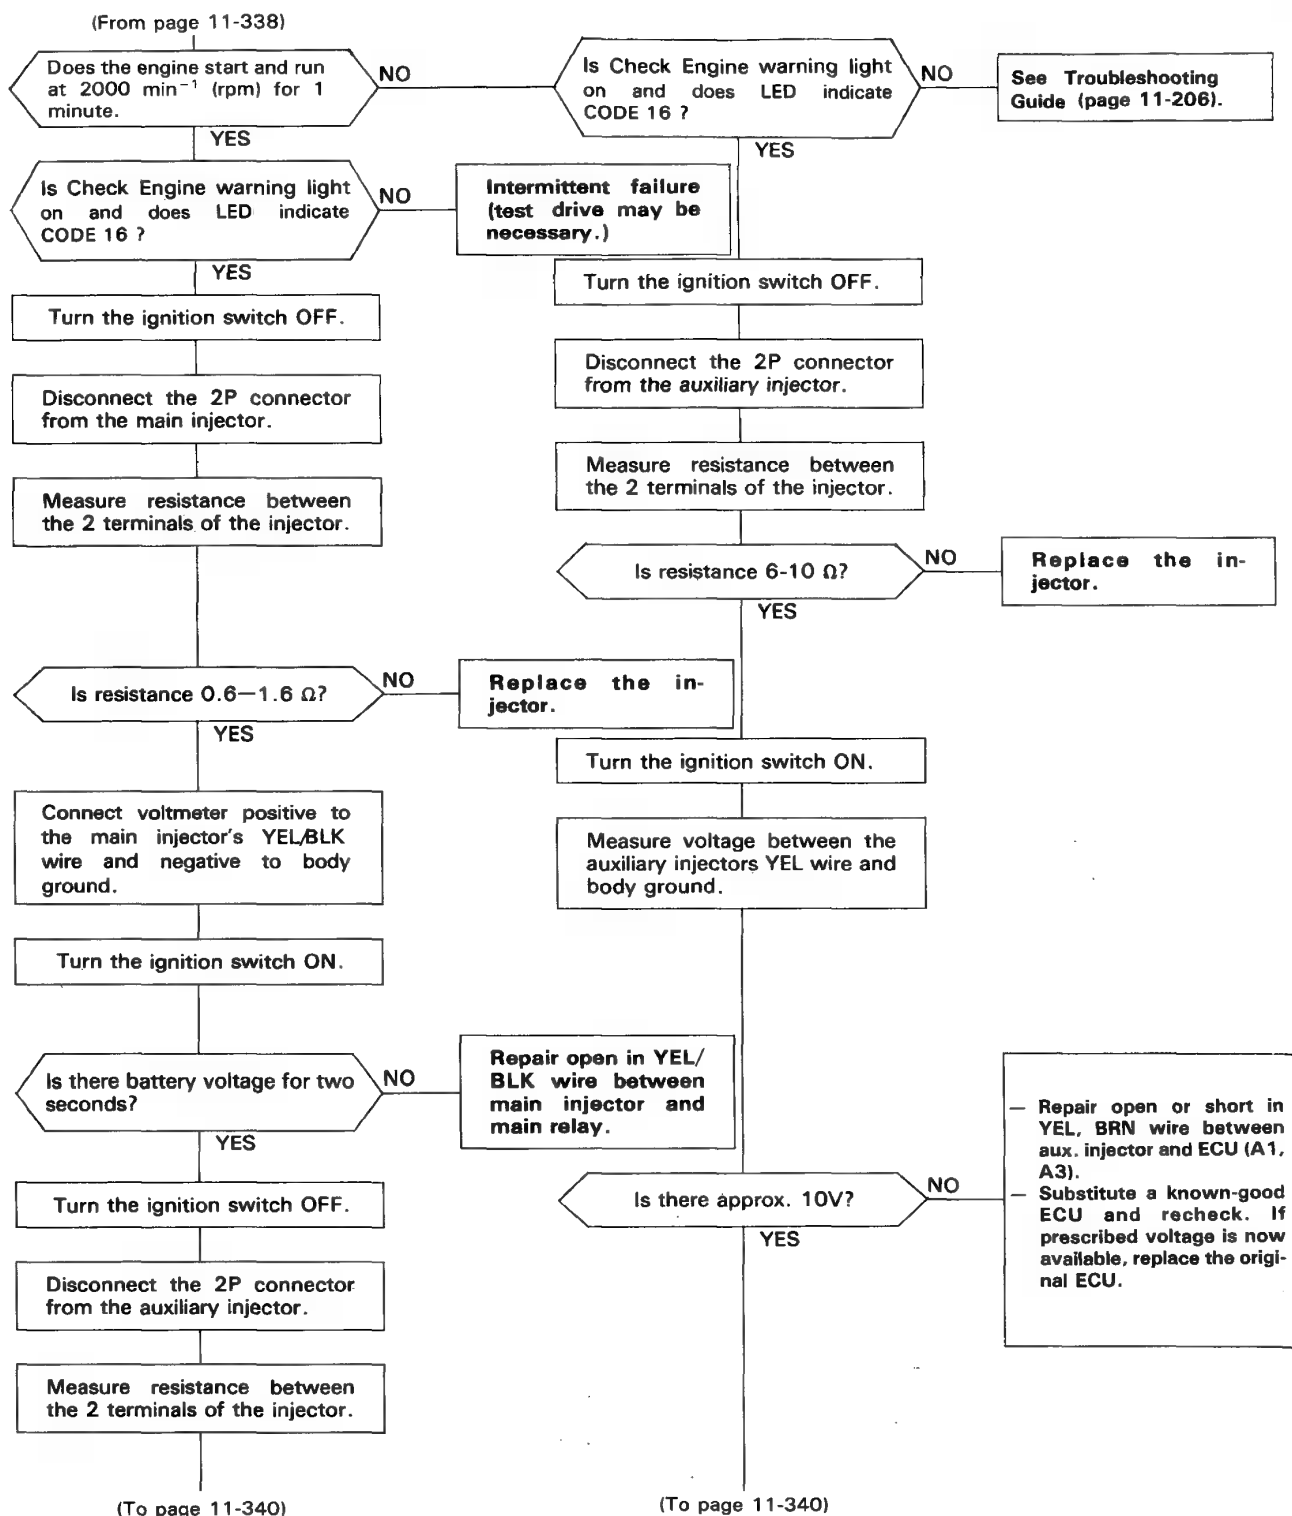 (From page 11-338)
Does the engine start and run
at 2000 min⁻¹ (rpm) for 1
minute.
NO
YES
Is Check Engine warning light
on and does LED indicate
CODE 16 ?
NO
YES
See Troubleshooting
Guide (page 11-206).
Is Check Engine warning light
on and does LED indicate
CODE 16 ?
NO
YES
Intermittent failure
(test drive may be
necessary.)
Turn the ignition switch OFF.
Disconnect the 2P connector
from the main injector.
Measure resistance between
the 2 terminals of the injector.
Is resistance 0.6—1.6 Ω?
NO
YES
Replace the in-
jector.
Connect voltmeter positive to
the main injector's YEL/BLK
wire and negative to body
ground.
Turn the ignition switch ON.
Is there battery voltage for two
seconds?
NO
YES
Repair open in YEL/
BLK wire between
main injector and
main relay.
Turn the ignition switch OFF.
Disconnect the 2P connector
from the auxiliary injector.
Measure resistance between
the 2 terminals of the injector.
(To page 11-340)
Turn the ignition switch OFF.
Disconnect the 2P connector
from the auxiliary injector.
Measure resistance between
the 2 terminals of the injector.
Is resistance 6-10 Ω?
NO
YES
Replace the in-
jector.
Turn the ignition switch ON.
Measure voltage between the
auxiliary injectors YEL wire and
body ground.
Is there approx. 10V?
NO
YES
— Repair open or short in
YEL, BRN wire between
aux. injector and ECU (A1,
A3).
— Substitute a known-good
ECU and recheck. If
prescribed voltage is now
available, replace the origi-
nal ECU.
(To page 11-340)